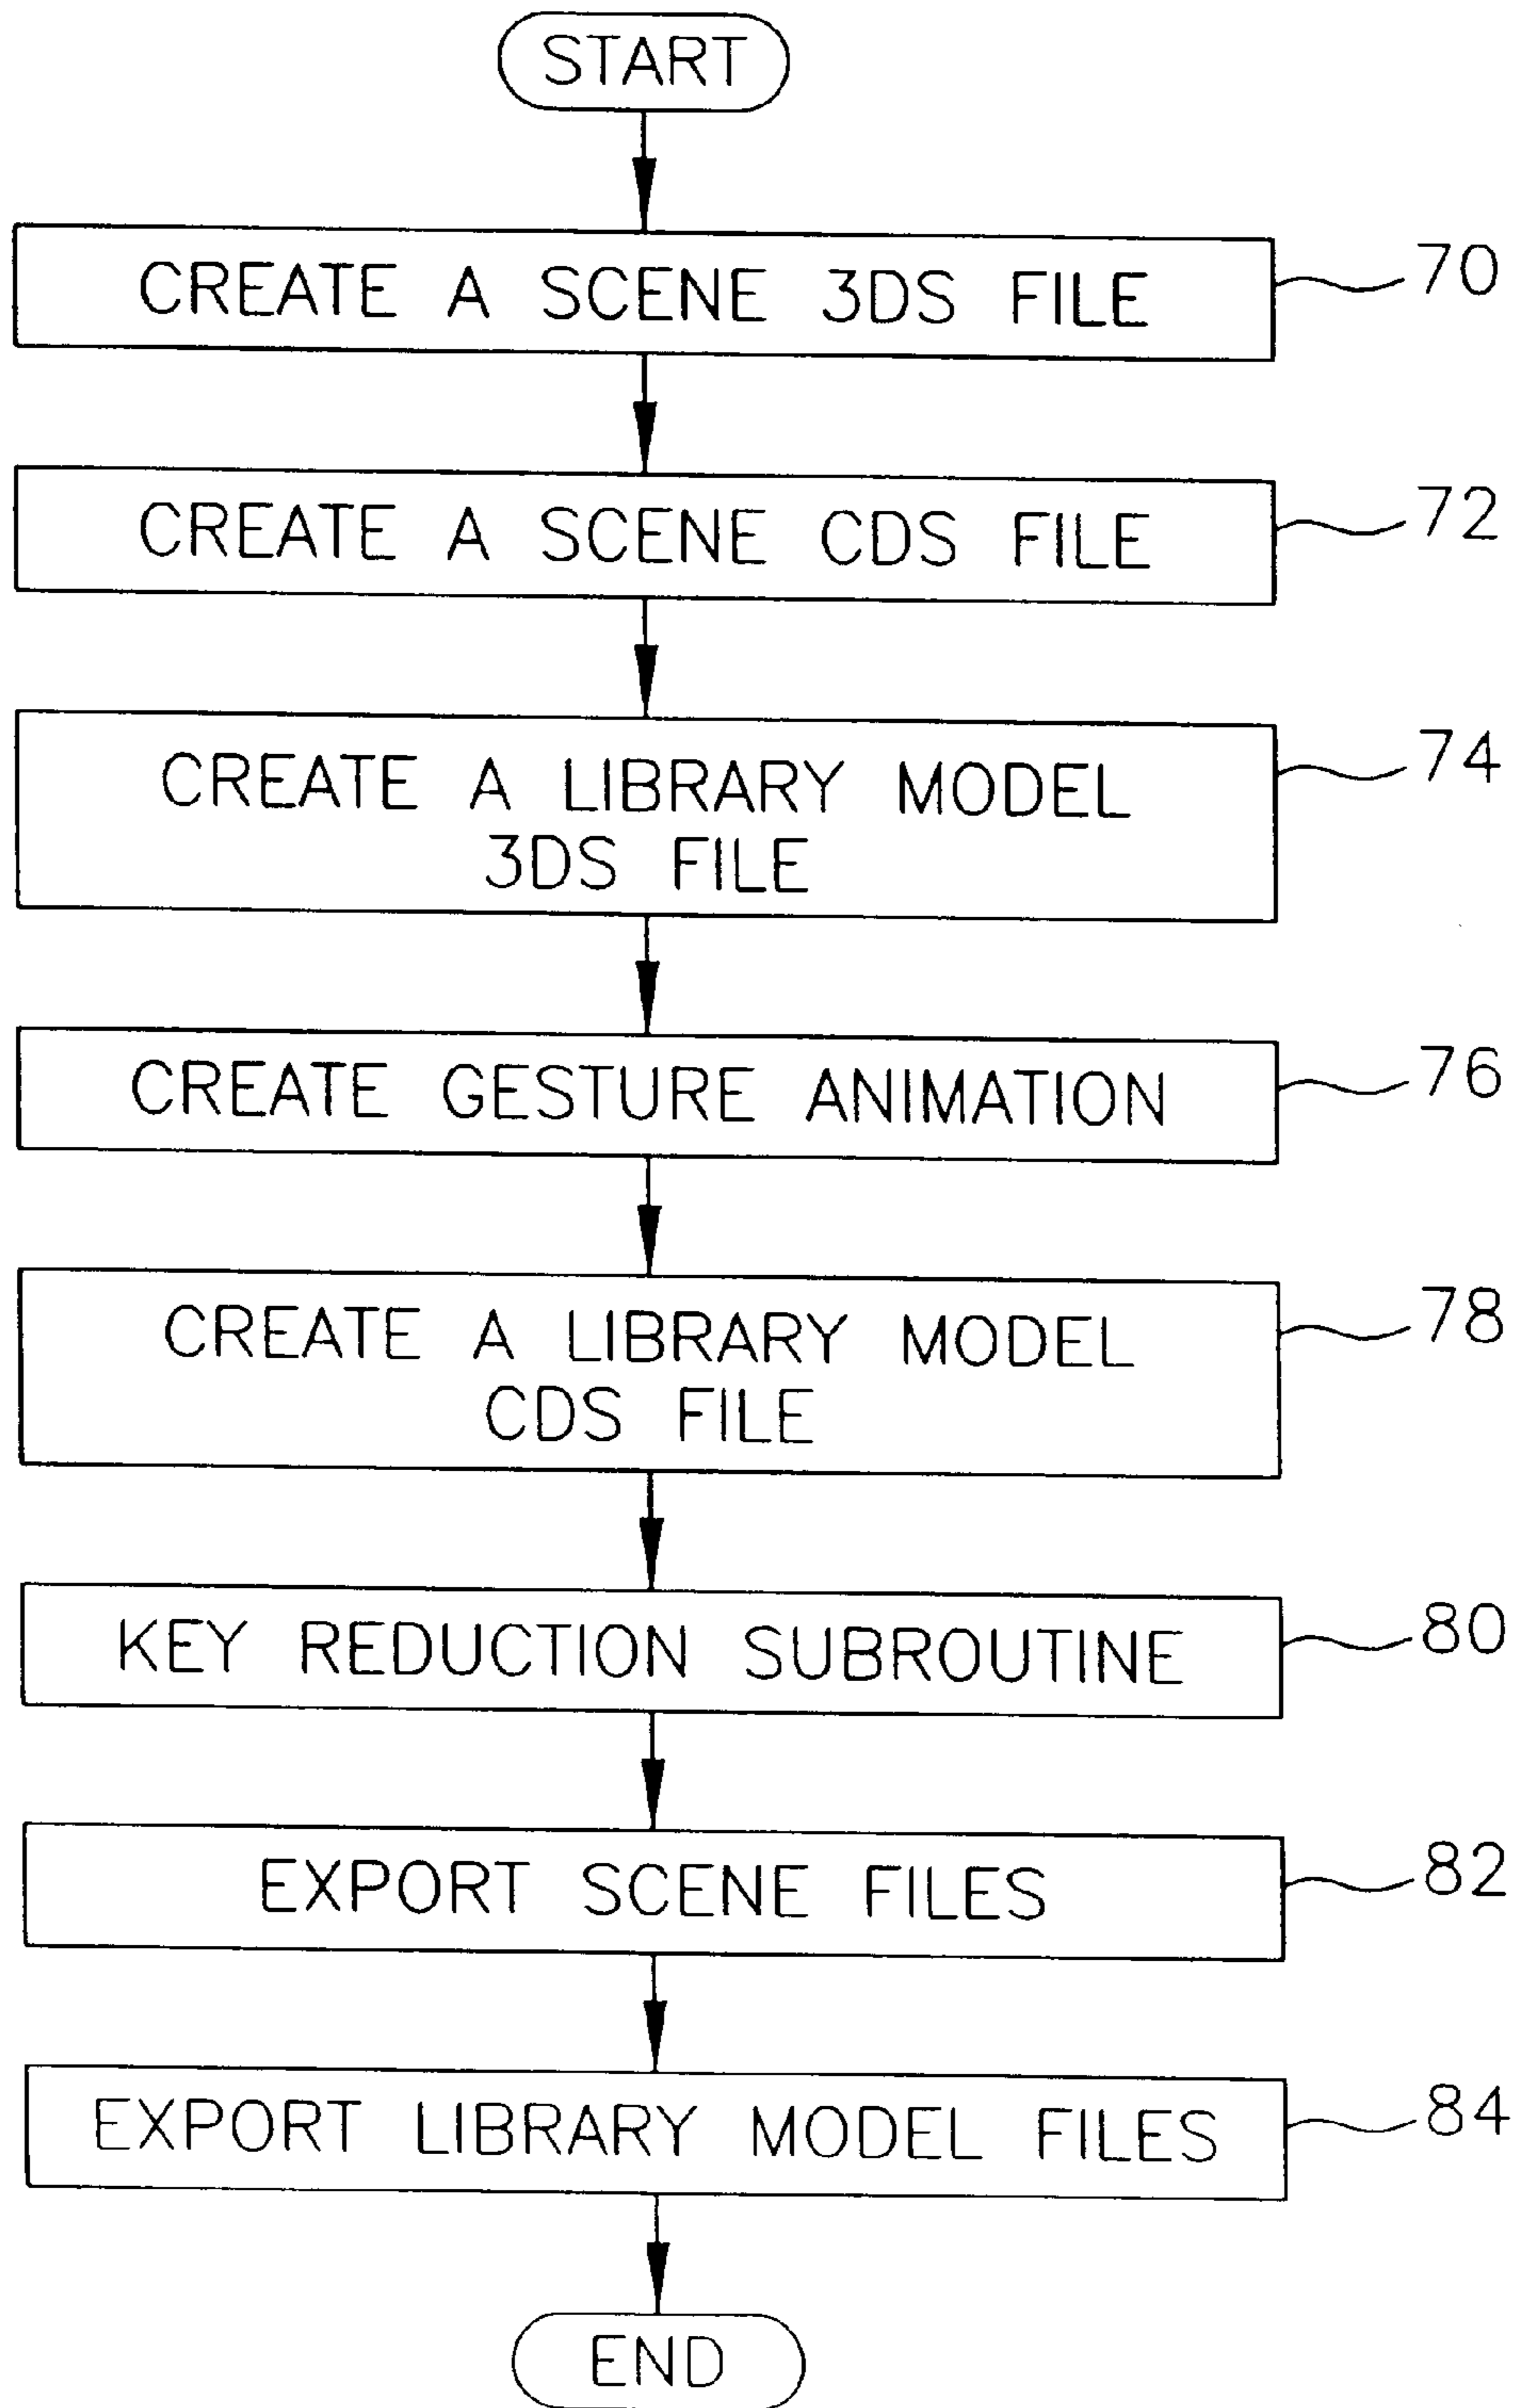 START
CREATE A SCENE 3DS FILE
70
CREATE A SCENE CDS FILE
72
CREATE A LIBRARY MODEL
3DS FILE
74
CREATE GESTURE ANIMATION
76
CREATE A LIBRARY MODEL
CDS FILE
78
KEY REDUCTION SUBROUTINE
80
EXPORT SCENE FILES
82
EXPORT LIBRARY MODEL FILES
84
END